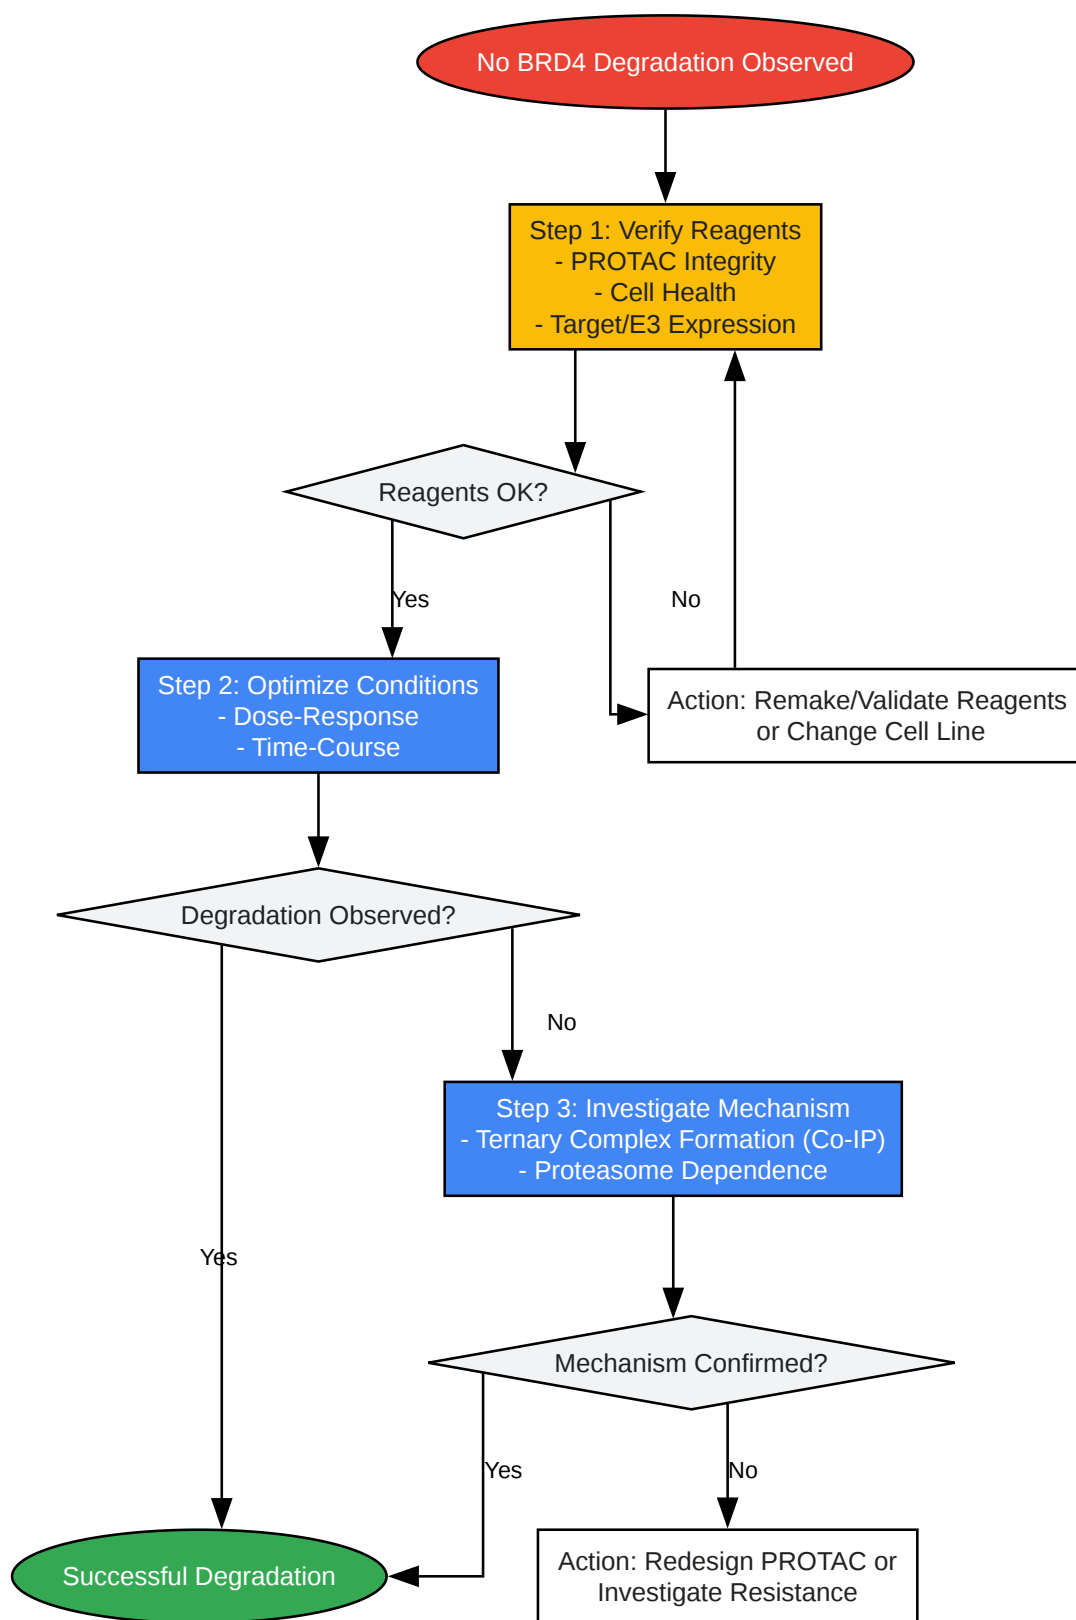 No BRD4 Degradation Observed
Step 1: Verify Reagents
- PROTAC Integrity
- Cell Health
- Target/E3 Expression
Reagents OK?
Yes
No
Step 2: Optimize Conditions
- Dose-Response
- Time-Course
Action: Remake/Validate Reagents
or Change Cell Line
Degradation Observed?
No
Step 3: Investigate Mechanism
- Ternary Complex Formation (Co-IP)
- Proteasome Dependence
Yes
Mechanism Confirmed?
Yes
No
Successful Degradation
Action: Redesign PROTAC or
Investigate Resistance